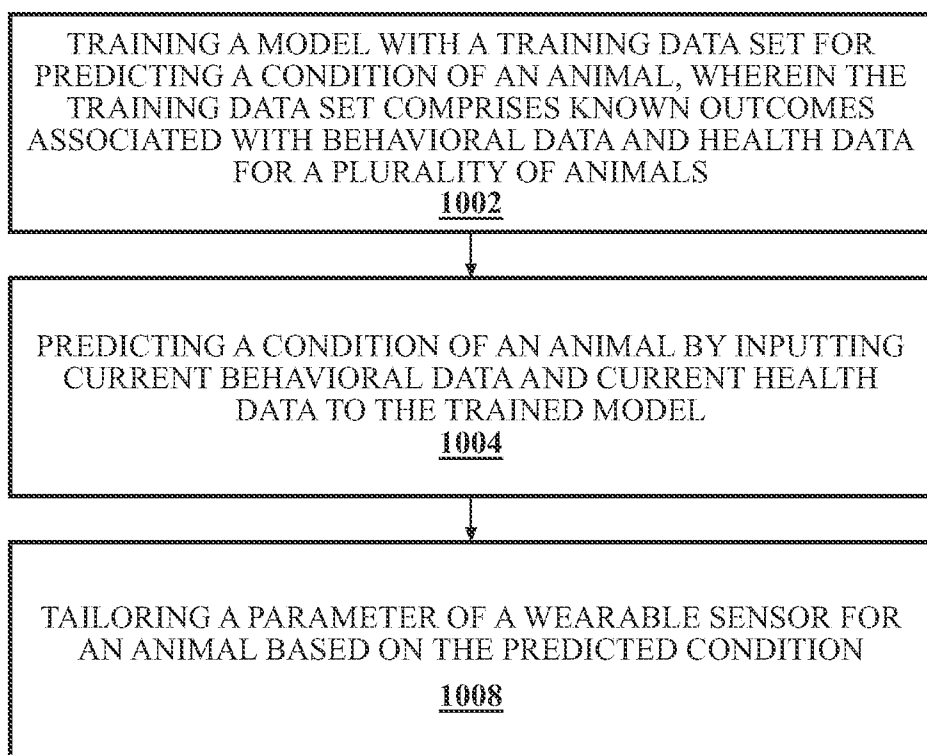 TRAINING A MODEL WITH A TRAINING DATA SET FOR
PREDICTING A CONDITION OF AN ANIMAL, WHEREIN THE
TRAINING DATA SET COMPRISES KNOWN OUTCOMES
ASSOCIATED WITH BEHAVIORAL DATA AND HEALTH DATA
FOR A PLURALITY OF ANIMALS
1002
PREDICTING A CONDITION OF AN ANIMAL BY INPUTTING
CURRENT BEHAVIORAL DATA AND CURRENT HEALTH
DATA TO THE TRAINED MODEL
1004
TAILORING A PARAMETER OF A WEARABLE SENSOR FOR
AN ANIMAL BASED ON THE PREDICTED CONDITION
1008